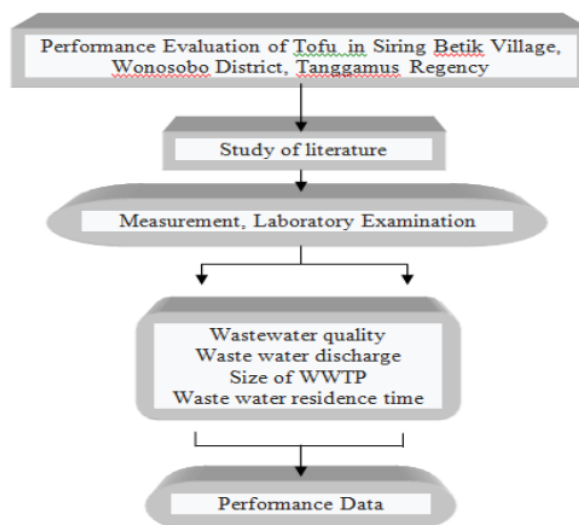 Performance Evaluation of Tofu in Siring Betik Village,
Wonosobo District, Tanggamus Regency
Study of literature
Measurement, Laboratory Examination
Wastewater quality
Waste water discharge
Size of WWTP
Waste water residence time
Performance Data